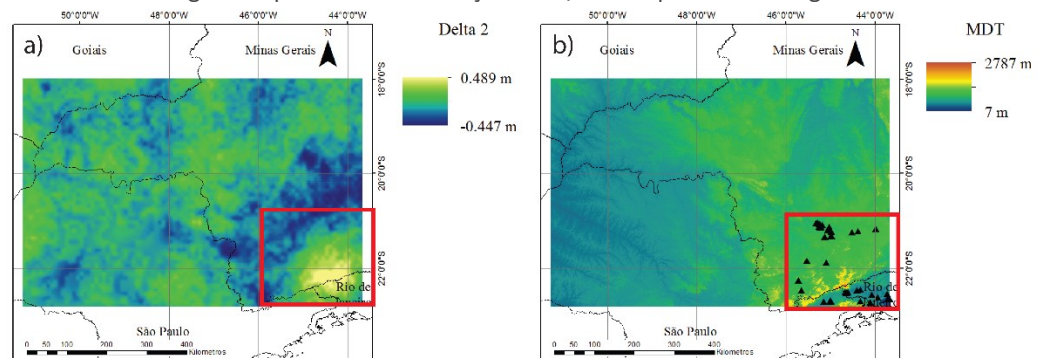 a)
50°0'0"O 48°0'0"O 46°0'0"O 44°0'0"O
Goiais
Minas Gerais
N
18°0'0"S
20°0'0"S
22°0'0"S
Rio de
São Paulo
0 50 100 200 300 400
Kilometros
Delta 2
0.489 m
-0.447 m
b)
50°0'0"O 48°0'0"O 46°0'0"O 44°0'0"O
Goiais
Minas Gerais
N
18°0'0"S
20°0'0"S
22°0'0"S
Rio de
São Paulo
0 50 100 200 300 400
Kilometros
MDT
2787 m
7 m